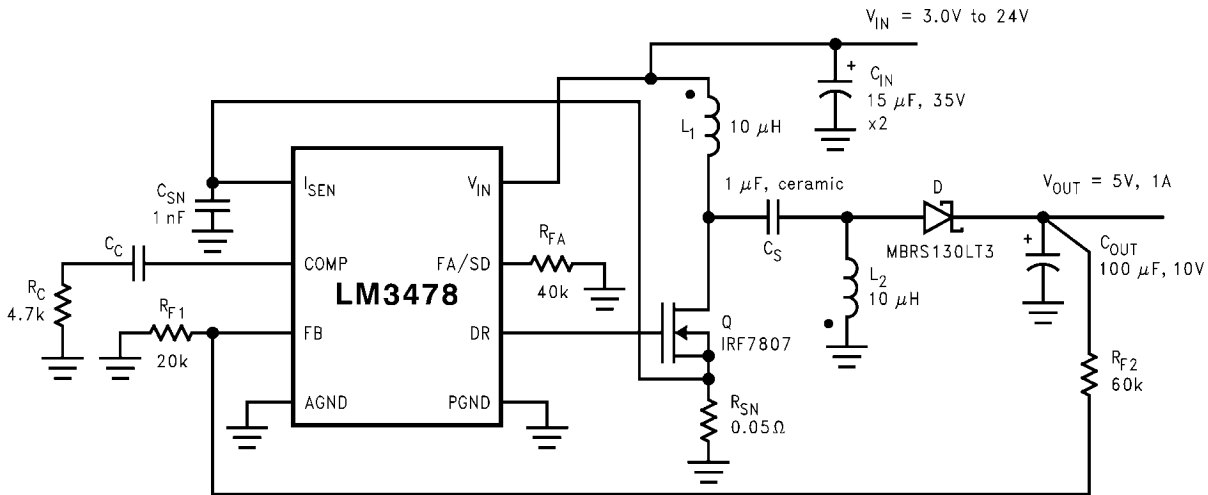 V_IN = 3.0V to 24V
C_IN
15 μF, 35V
x2
L_1
10 μH
I_SEN
V_IN
C_SN
1 nF
1 μF, ceramic
C_S
D
MBRS130LT3
V_OUT = 5V, 1A
C_OUT
100 μF, 10V
C_C
R_C
4.7k
COMP
FA/SD
R_FA
40k
LM3478
L_2
10 μH
R_F1
20k
FB
DR
Q
IRF7807
R_F2
60k
AGND
PGND
R_SN
0.05Ω